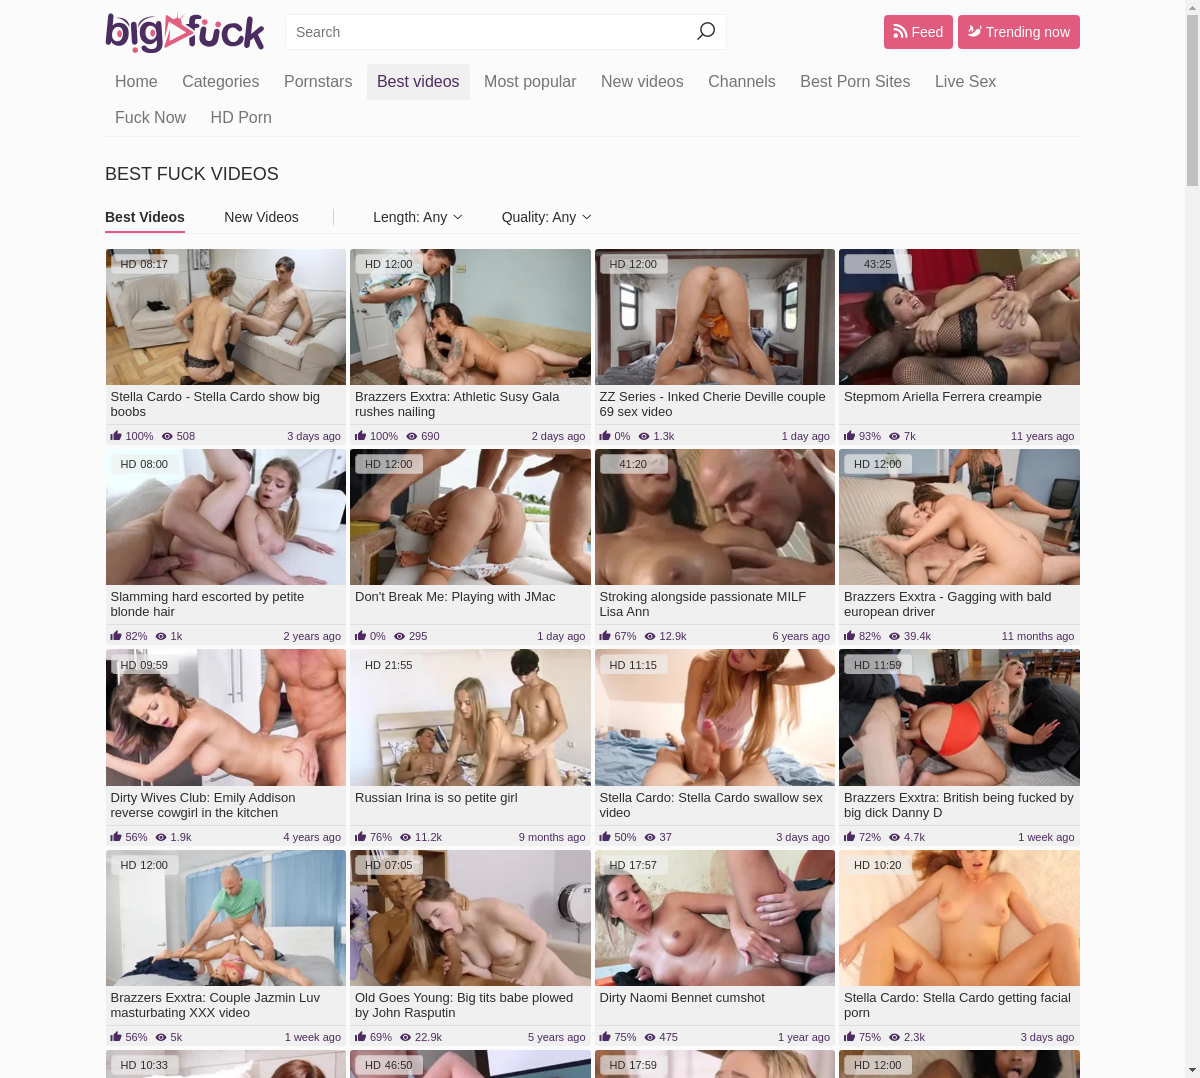 bigfuck
Search
Feed
Trending now
Home Categories Pornstars Best videos Most popular New videos Channels Best Porn Sites Live Sex
Fuck Now HD Porn
BEST FUCK VIDEOS
Best Videos New Videos Length: Any Quality: Any
HD 08:17
HD 12:00
HD 12:00
43:25
Stella Cardo - Stella Cardo show big
boobs
100% 508 3 days ago
Brazzers Exxtra: Athletic Susy Gala
rushes nailing
100% 690 2 days ago
ZZ Series - Inked Cherie Deville couple
69 sex video
0% 1.3k 1 day ago
Stepmom Ariella Ferrera creampie
93% 7k 11 years ago
HD 08:00
HD 12:00
41:20
HD 12:00
Slamming hard escorted by petite
blonde hair
82% 1k 2 years ago
Don't Break Me: Playing with JMac
0% 295 1 day ago
Stroking alongside passionate MILF
Lisa Ann
67% 12.9k 6 years ago
Brazzers Exxtra - Gagging with bald
european driver
82% 39.4k 11 months ago
HD 09:59
HD 21:55
HD 11:15
HD 11:59
Dirty Wives Club: Emily Addison
reverse cowgirl in the kitchen
56% 1.9k 4 years ago
Russian Irina is so petite girl
76% 11.2k 9 months ago
Stella Cardo: Stella Cardo swallow sex
video
50% 37 3 days ago
Brazzers Exxtra: British being fucked by
big dick Danny D
72% 4.7k 1 week ago
HD 12:00
HD 07:05
HD 17:57
HD 10:20
Brazzers Exxtra: Couple Jazmin Luv
masturbating XXX video
56% 5k 1 week ago
Old Goes Young: Big tits babe plowed
by John Rasputin
69% 22.9k 5 years ago
Dirty Naomi Bennet cumshot
75% 475 1 year ago
Stella Cardo: Stella Cardo getting facial
porn
75% 2.3k 3 days ago
HD 10:33
HD 46:50
HD 17:59
HD 12:00